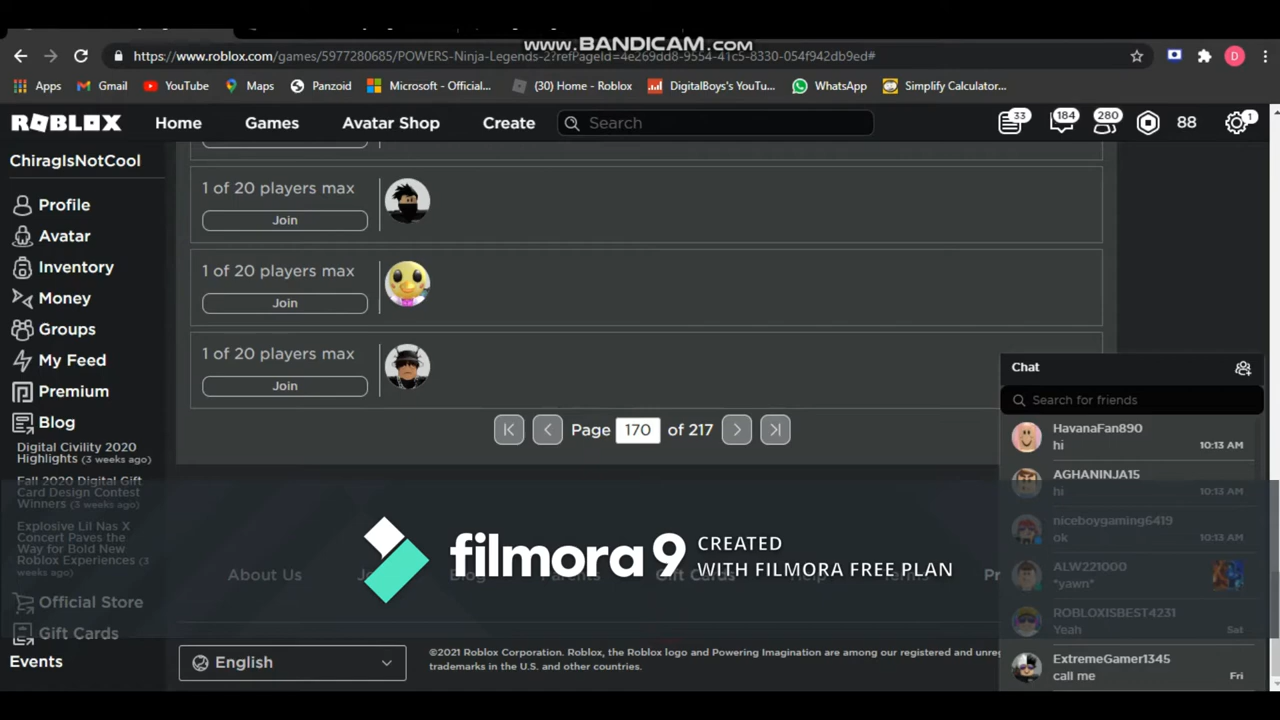 www.BANDICAM.com
https://www.roblox.com/games/5977280685/POWERS-Ninja-Legends-2?refPageId=4e269dd8-9554-41c5-8330-054f942db9ed#
D
Apps Gmail YouTube Maps Panzoid Microsoft - Official... (30) Home - Roblox DigitalBoys's YouTu... WhatsApp Simplify Calculator...
ROBLOX Home Games Avatar Shop Create Search 33 184 280 88 1
ChiragIsNotCool
Profile
Avatar
Inventory
Money
Groups
My Feed
Premium
Blog
Digital Civility 2020
Highlights (3 weeks ago)
Fall 2020 Digital Gift
Card Design Contest
Winners (3 weeks ago)
Explosive Lil Nas X
Concert Paves the
Way for Bold New
Roblox Experiences (3
weeks ago)
Official Store
Gift Cards
Events
1 of 20 players max
Join
1 of 20 players max
Join
1 of 20 players max
Join
Page 170 of 217
Chat
Search for friends
HavanaFan890
hi 10:13 AM
AGHANINJA15
hi 10:13 AM
niceboygaming6419
ok 10:13 AM
ALW221000
*yawn*
ROBLOXISBEST4231
Yeah Sat
ExtremeGamer1345
call me Fri
filmora 9 CREATED
WITH FILMORA FREE PLAN
About Us Blog Parents Gift Cards Help Terms
English
©2021 Roblox Corporation. Roblox, the Roblox logo and Powering Imagination are among our registered and
trademarks in the U.S. and other countries.